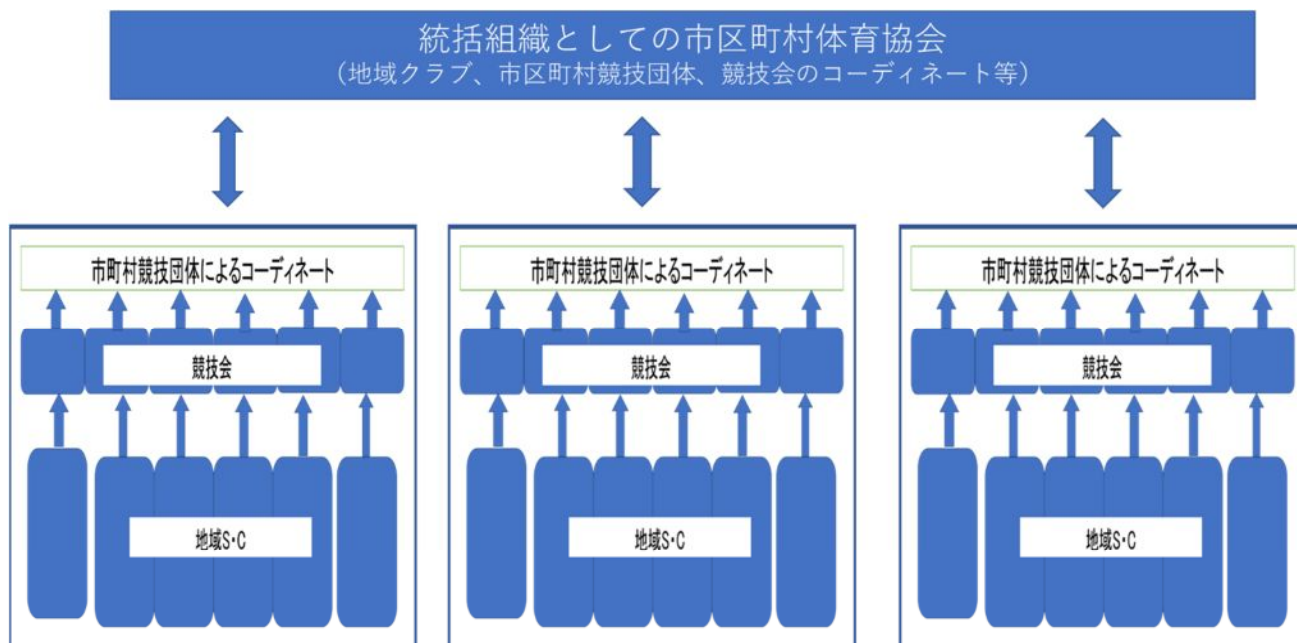 統括組織としての市区町村体育協会
（地域クラブ、市区町村競技団体、競技会のコーディネート等）
市町村競技団体によるコーディネート
競技会
地域S・C
市町村競技団体によるコーディネート
競技会
地域S・C
市町村競技団体によるコーディネート
競技会
地域S・C